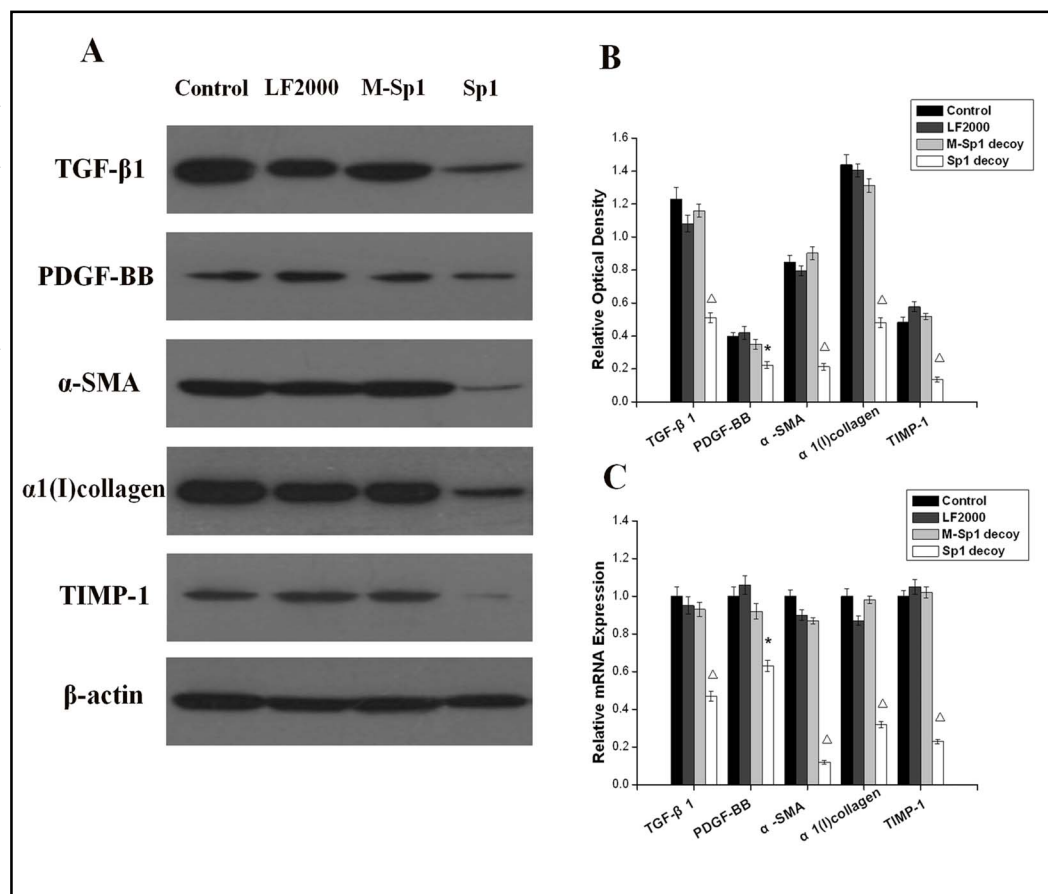 A
Control LF2000 M-Sp1 Sp1
TGF-β1
PDGF-BB
α-SMA
α1(I)collagen
TIMP-1
β-actin
B
Control
LF2000
M-Sp1 decoy
Sp1 decoy
Relative Optical Density
1.6
1.4
1.2
1.0
0.8
0.6
0.4
0.2
0.0
△ * △ △ △
TGF-β 1 PDGF-BB α -SMA α 1(I)collagen TIMP-1
C
Control
LF2000
M-Sp1 decoy
Sp1 decoy
Relative mRNA Expression
1.4
1.2
1.0
0.8
0.6
0.4
0.2
0.0
△ * △ △ △
TGF-β 1 PDGF-BB α -SMA α 1(I)collagen TIMP-1